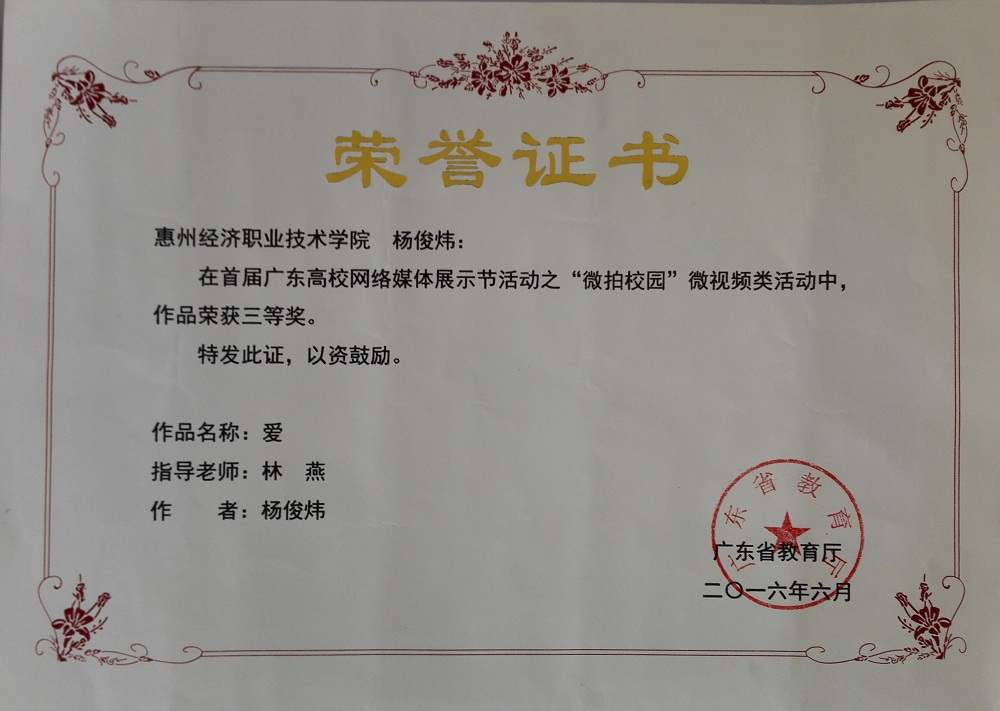 荣誉证书
惠州经济职业技术学院 杨俊炜：
在首届广东高校网络媒体展示节活动之“微拍校园”微视频类活动中，
作品荣获三等奖。
特发此证，以资鼓励。
作品名称：爱
指导老师：林 燕
作 者：杨俊炜
广东省教育厅
广东省教育厅
二〇一六年六月